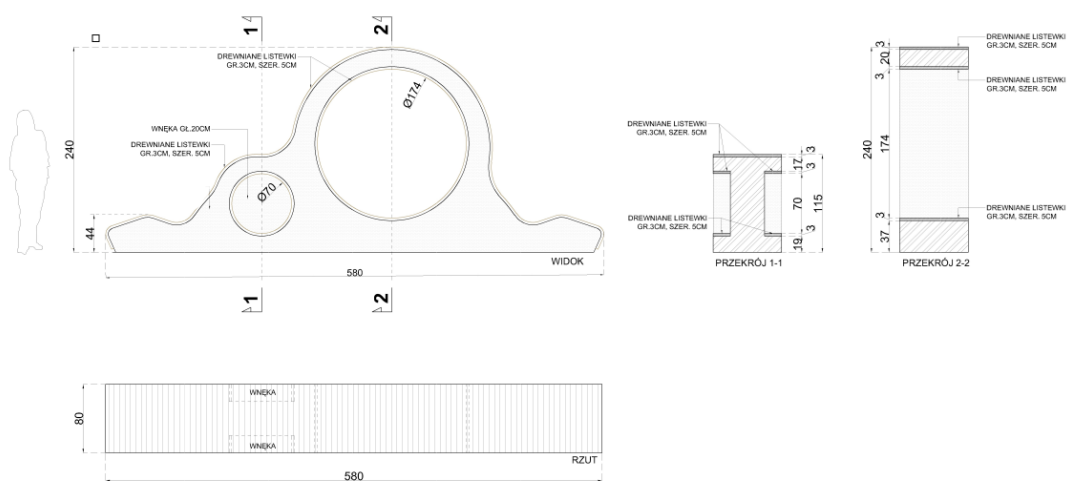 1
2
DREWNIANE LISTEWKI
GR.3CM, SZER. 5CM
Ø174
WNĘKA GŁ.20CM
DREWNIANE LISTEWKI
GR.3CM, SZER. 5CM
Ø70
240
44
580
WIDOK
1
2
DREWNIANE LISTEWKI
GR.3CM, SZER. 5CM
DREWNIANE LISTEWKI
GR.3CM, SZER. 5CM
3
17
3
70
3
19
115
PRZEKRÓJ 1-1
3
20
3
174
3
37
240
DREWNIANE LISTEWKI
GR.3CM, SZER. 5CM
DREWNIANE LISTEWKI
GR.3CM, SZER. 5CM
DREWNIANE LISTEWKI
GR.3CM, SZER. 5CM
PRZEKRÓJ 2-2
80
WNĘKA
WNĘKA
RZUT
580